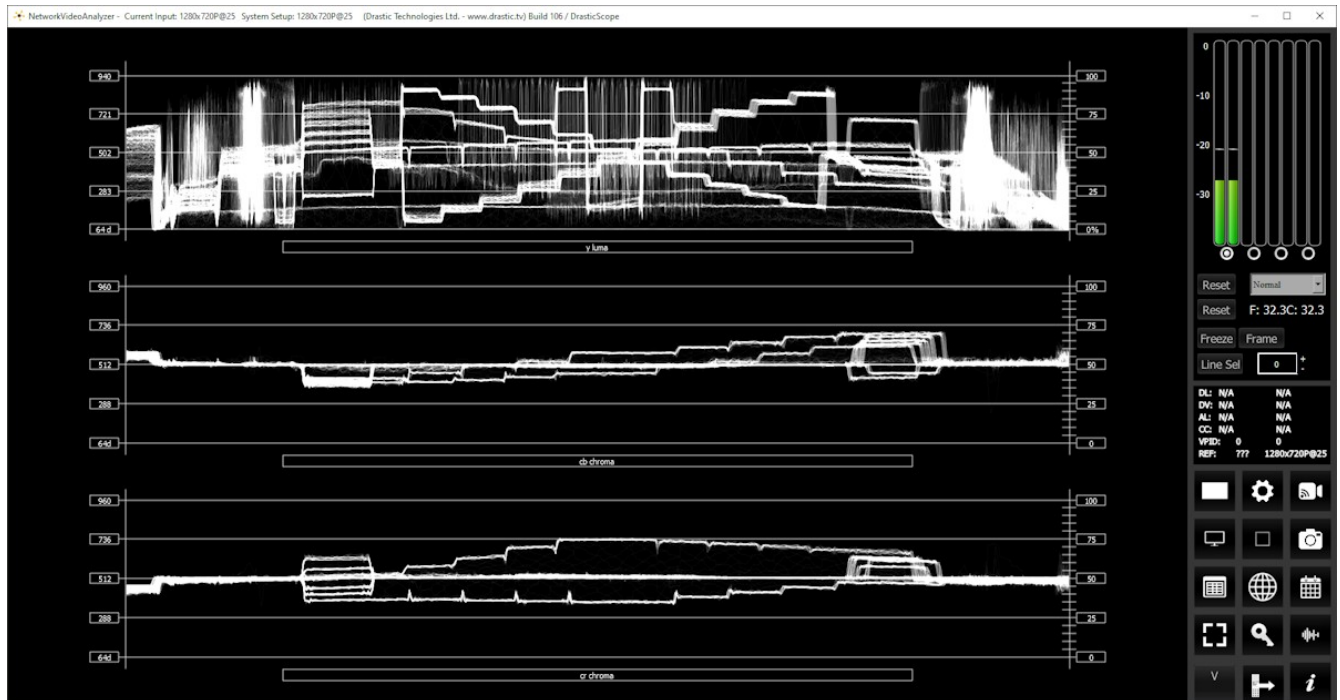 NetworkVideoAnalyzer - Current Input: 1280x720P@25 System Setup: 1280x720P@25 (Drastic Technologies Ltd. - www.drastic.tv) Build 106 / DrasticScope
940
721
502
283
64 d
100
75
50
25
0%
y luma
960
736
512
288
64d
100
75
50
25
0
cb chroma
960
736
512
288
64d
100
75
50
25
0
cr chroma
0
-10
-20
-30
Reset Normal
Reset F: 32.3C: 32.3
Freeze Frame
Line Sel 0 + -
DL: N/A N/A
DV: N/A N/A
AL: N/A N/A
CC: N/A N/A
VPID: 0 0
REF: ??? 1280x720P@25
V
i